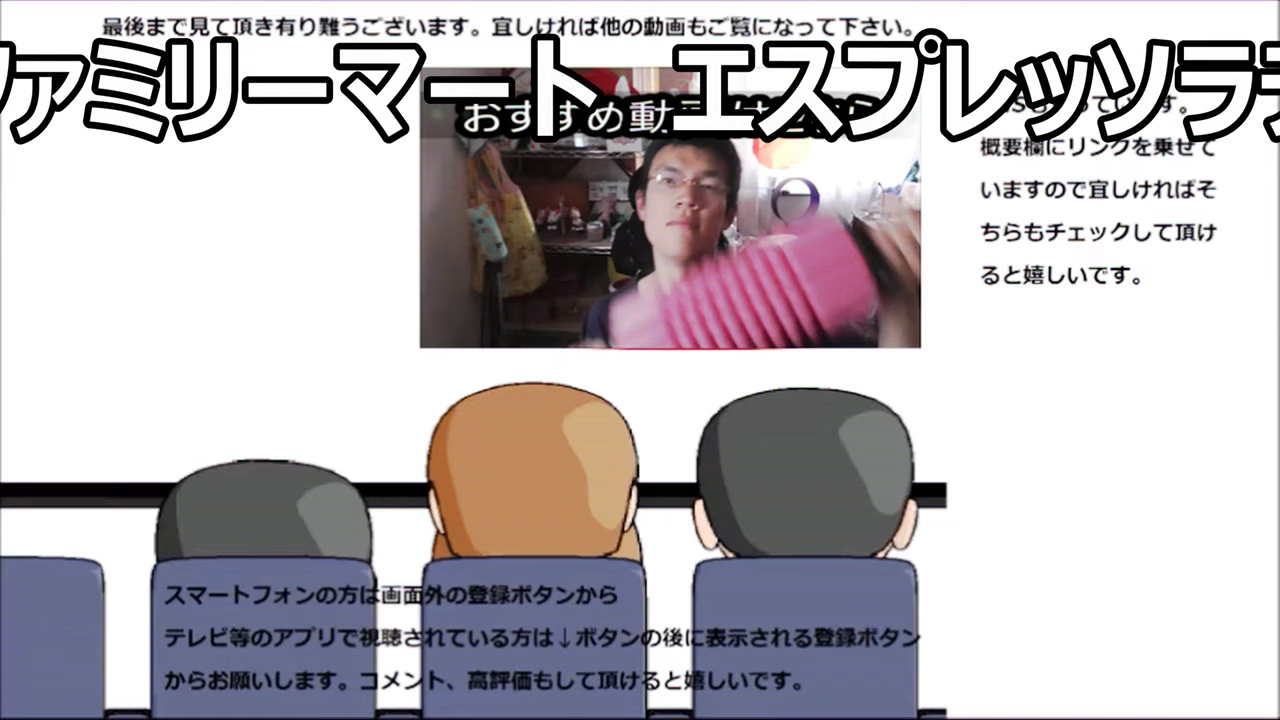 最後まで見て頂き有り難うございます。宜しければ他の動画もご覧になって下さい。
ファミリーマート　エスプレッソラテ
おすすめ動
っています。
概要欄にリンクを乗せて
いますので宜しければそ
ちらもチェックして頂け
ると嬉しいです。
スマートフォンの方は画面外の登録ボタンから
テレビ等のアプリで視聴されている方は↓ボタンの後に表示される登録ボタン
からお願いします。コメント、高評価もして頂けると嬉しいです。